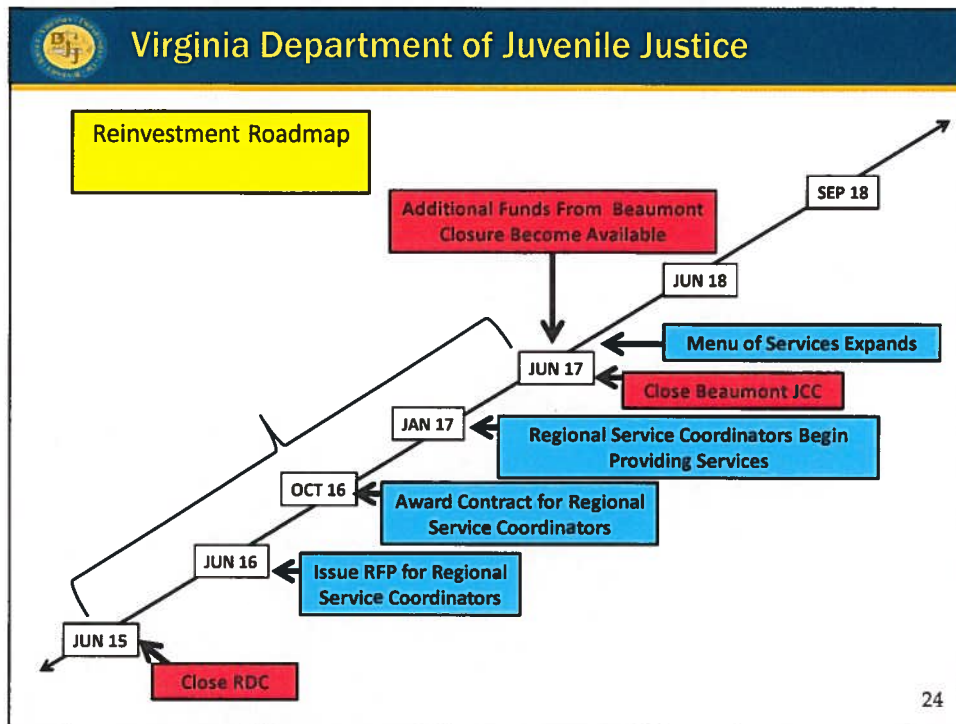 Virginia Department of Juvenile Justice
Reinvestment Roadmap
SEP 18
Additional Funds From Beaumont
Closure Become Available
JUN 18
Menu of Services Expands
JUN 17
Close Beaumont JCC
JAN 17
Regional Service Coordinators Begin
Providing Services
OCT 16
Award Contract for Regional
Service Coordinators
JUN 16
Issue RFP for Regional
Service Coordinators
JUN 15
Close RDC
24